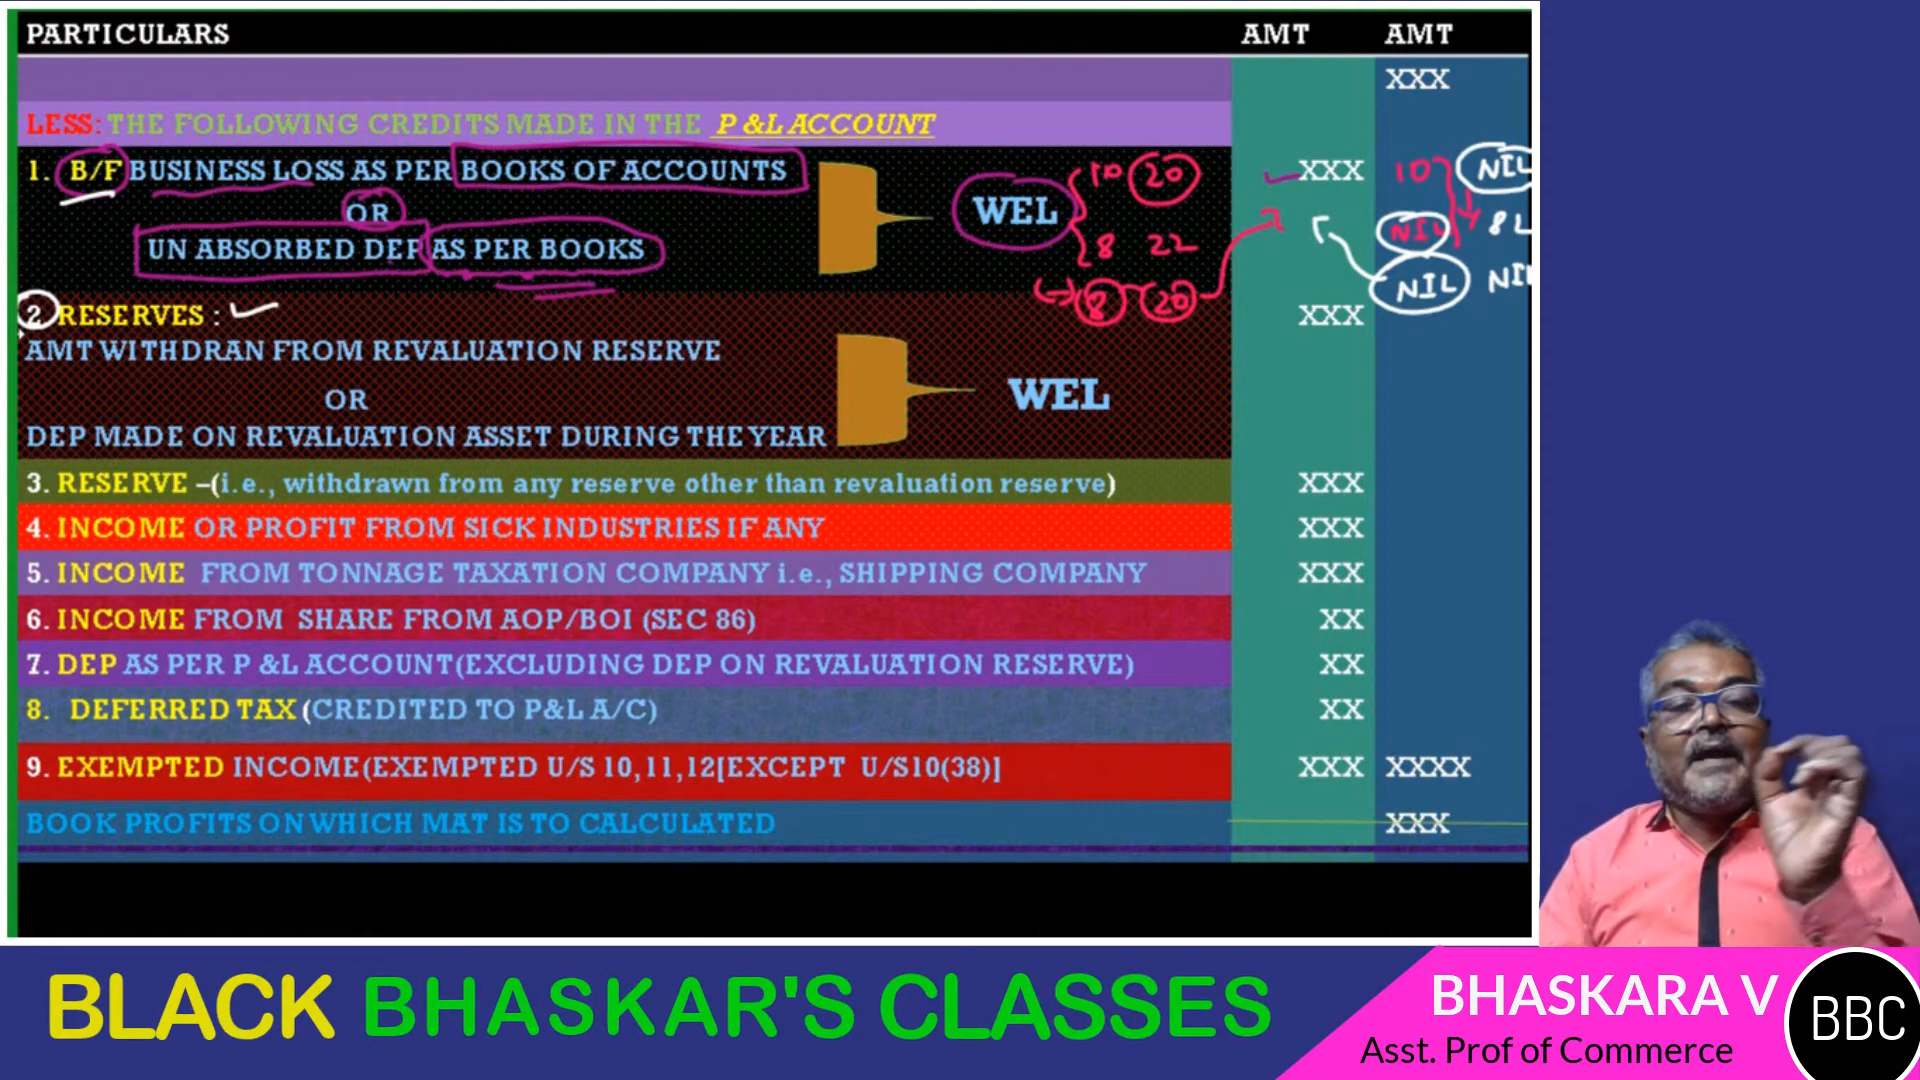 PARTICULARS AMT AMT
XXX
LESS: THE FOLLOWING CREDITS MADE IN THE P &L ACCOUNT
1. B/F BUSINESS LOSS AS PER BOOKS OF ACCOUNTS XXX 10 NIL
10 20
OR WEL NIL 8L
UN ABSORBED DEP AS PER BOOKS 8 22
8 20 NIL NIL
2 RESERVES : XXX
AMT WITHDRAN FROM REVALUATION RESERVE
OR WEL
DEP MADE ON REVALUATION ASSET DURING THE YEAR
3. RESERVE –(i.e., withdrawn from any reserve other than revaluation reserve) XXX
4. INCOME OR PROFIT FROM SICK INDUSTRIES IF ANY XXX
5. INCOME FROM TONNAGE TAXATION COMPANY i.e., SHIPPING COMPANY XXX
6. INCOME FROM SHARE FROM AOP/BOI (SEC 86) XX
7. DEP AS PER P &L ACCOUNT(EXCLUDING DEP ON REVALUATION RESERVE) XX
8. DEFERRED TAX (CREDITED TO P&L A/C) XX
9. EXEMPTED INCOME(EXEMPTED U/S 10,11,12[EXCEPT U/S10(38)] XXX XXXX
BOOK PROFITS ON WHICH MAT IS TO CALCULATED XXX
BLACK BHASKAR'S CLASSES
BHASKARA V
Asst. Prof of Commerce
BBC